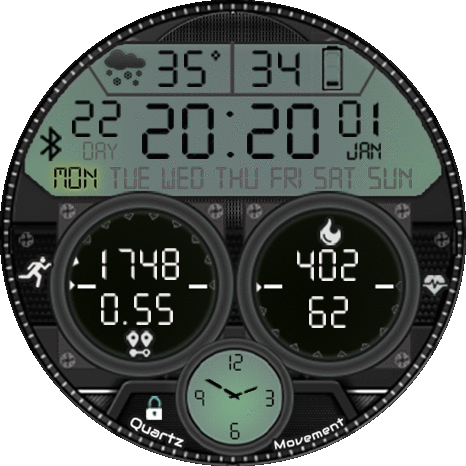 35° 34
22 20:20 01
DAY JAN
MON TUE WED THU FRI SAT SUN
1748 402
0.55 62
12
9 3
6
Quartz Movement